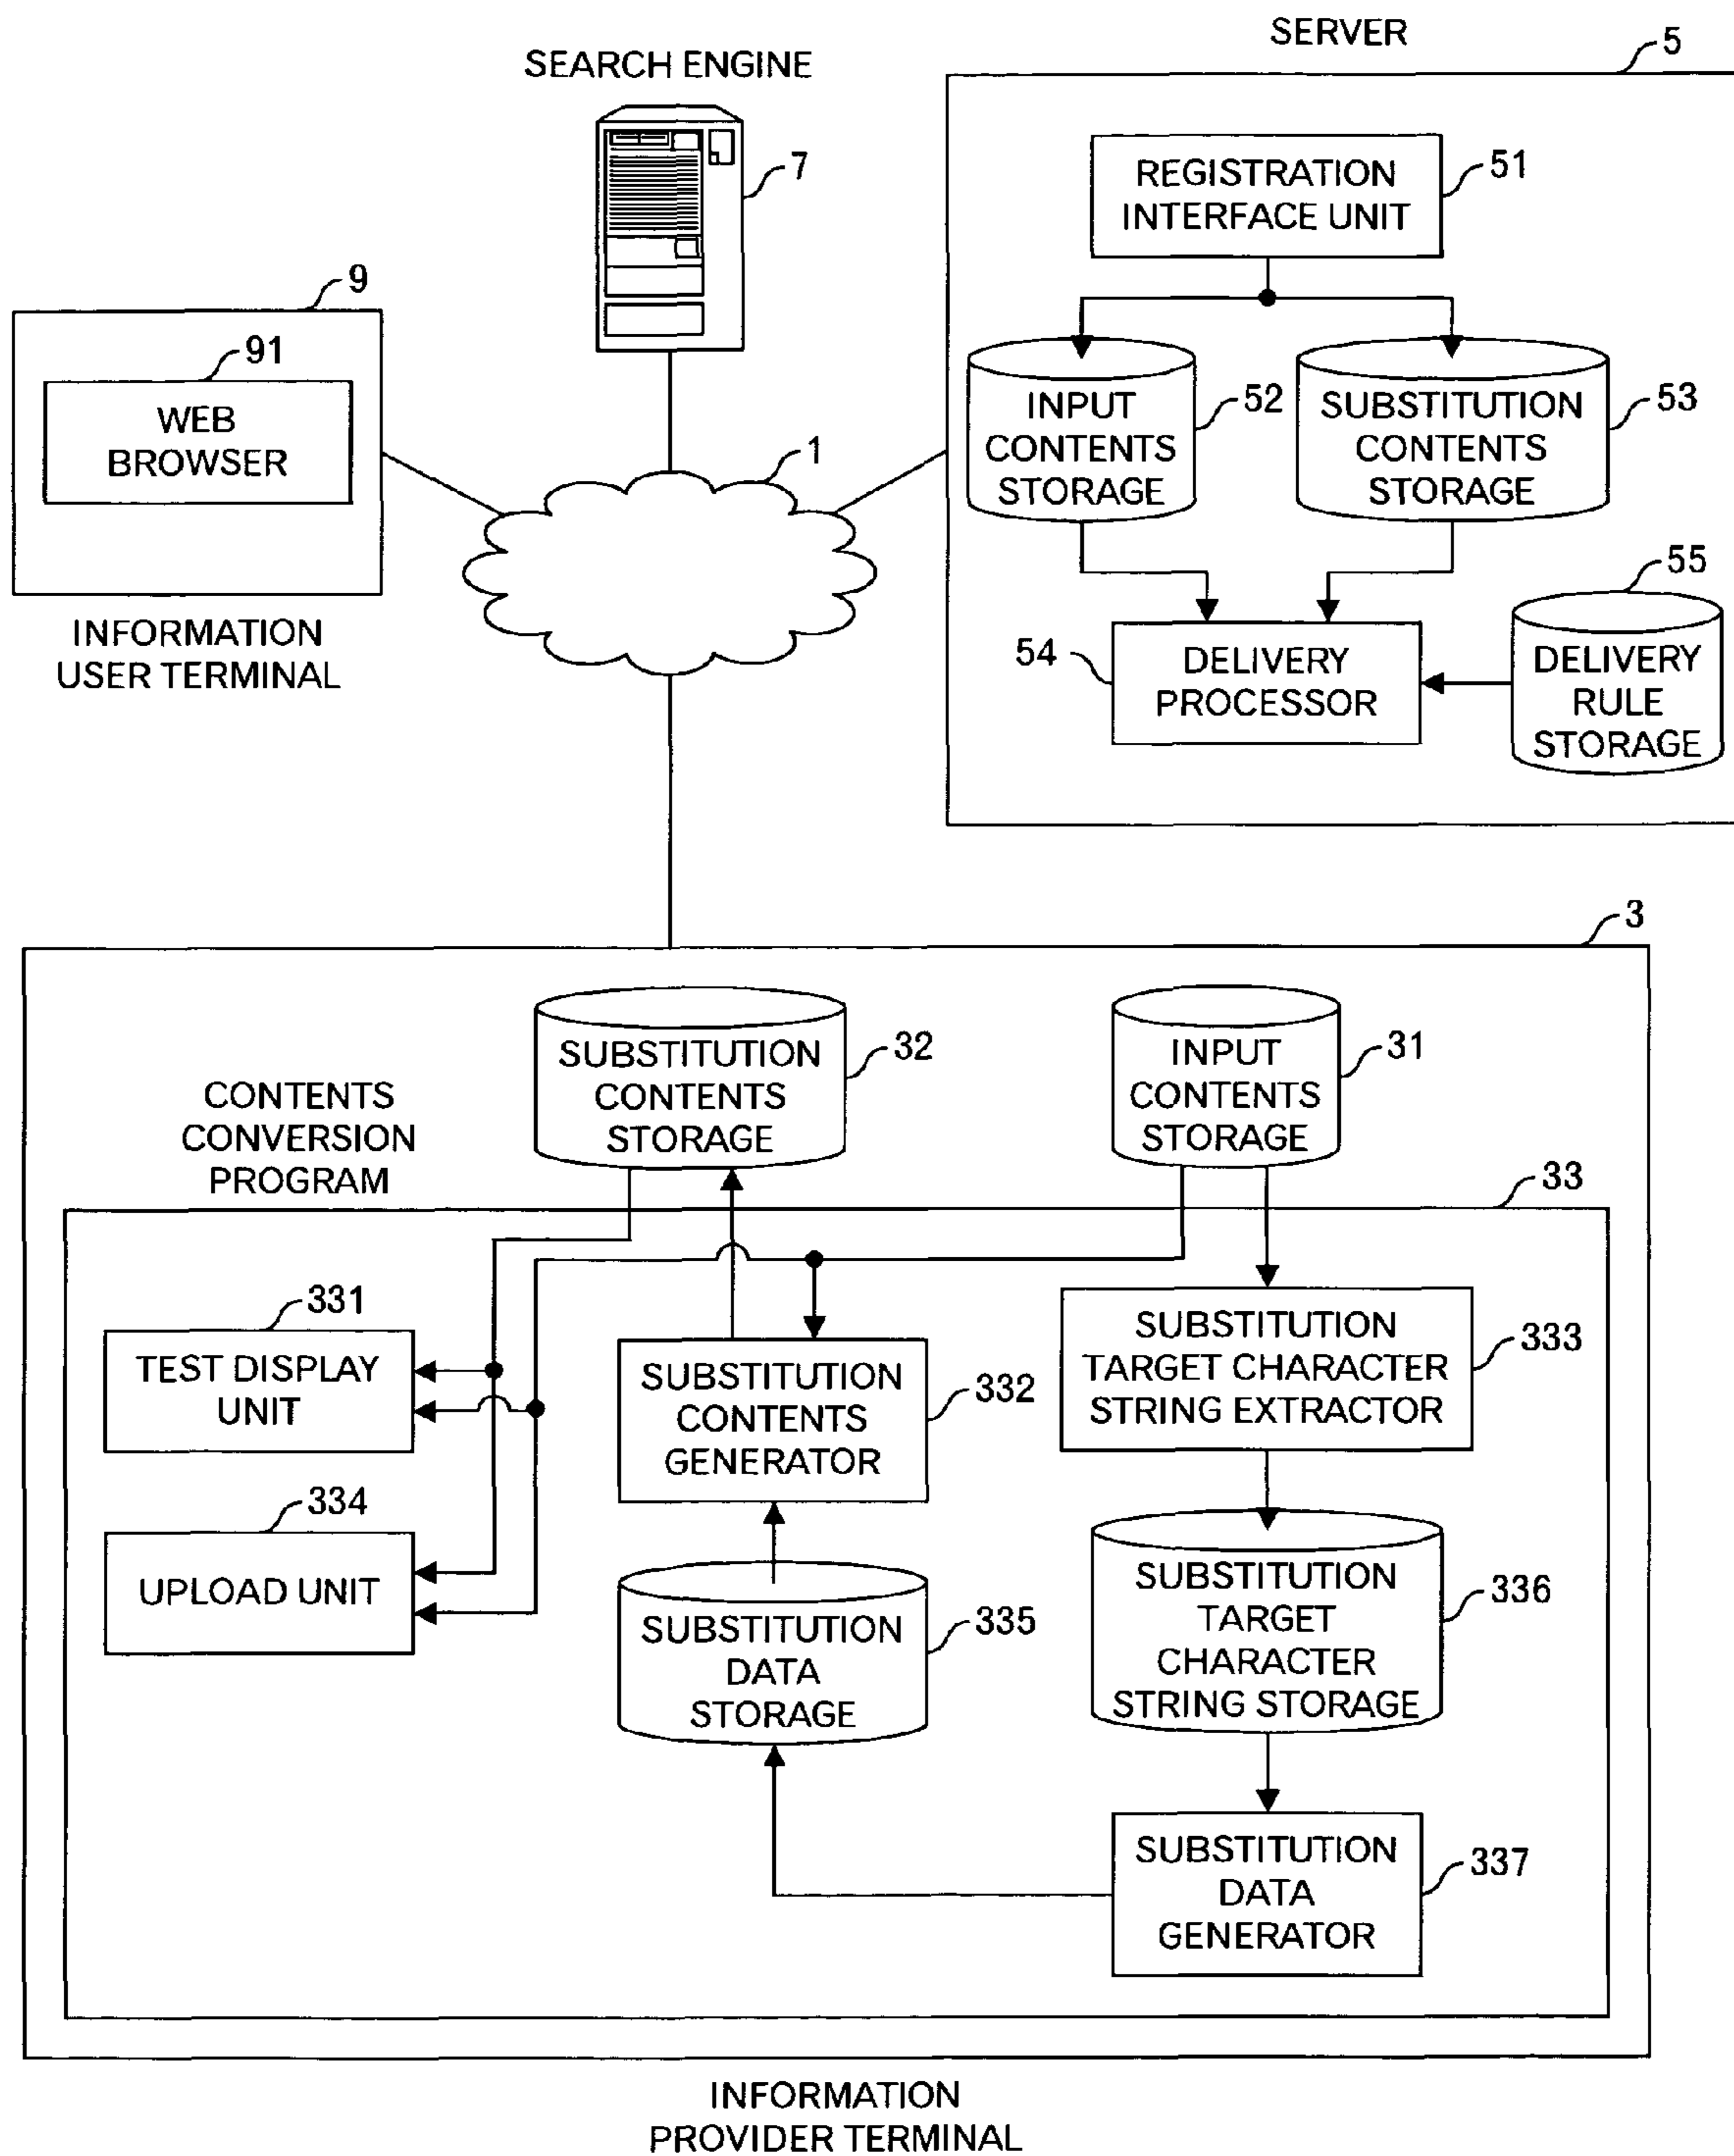 SERVER
5
SEARCH ENGINE
7
REGISTRATION
INTERFACE UNIT
51
9
91
WEB
BROWSER
INFORMATION
USER TERMINAL
1
INPUT
CONTENTS
STORAGE
52
SUBSTITUTION
CONTENTS
STORAGE
53
54
DELIVERY
PROCESSOR
55
DELIVERY
RULE
STORAGE
3
SUBSTITUTION
CONTENTS
STORAGE
32
INPUT
CONTENTS
STORAGE
31
CONTENTS
CONVERSION
PROGRAM
33
331
TEST DISPLAY
UNIT
SUBSTITUTION
CONTENTS
GENERATOR
332
SUBSTITUTION
TARGET CHARACTER
STRING EXTRACTOR
333
334
UPLOAD UNIT
SUBSTITUTION
DATA
STORAGE
335
SUBSTITUTION
TARGET
CHARACTER
STRING STORAGE
336
SUBSTITUTION
DATA
GENERATOR
337
INFORMATION
PROVIDER TERMINAL